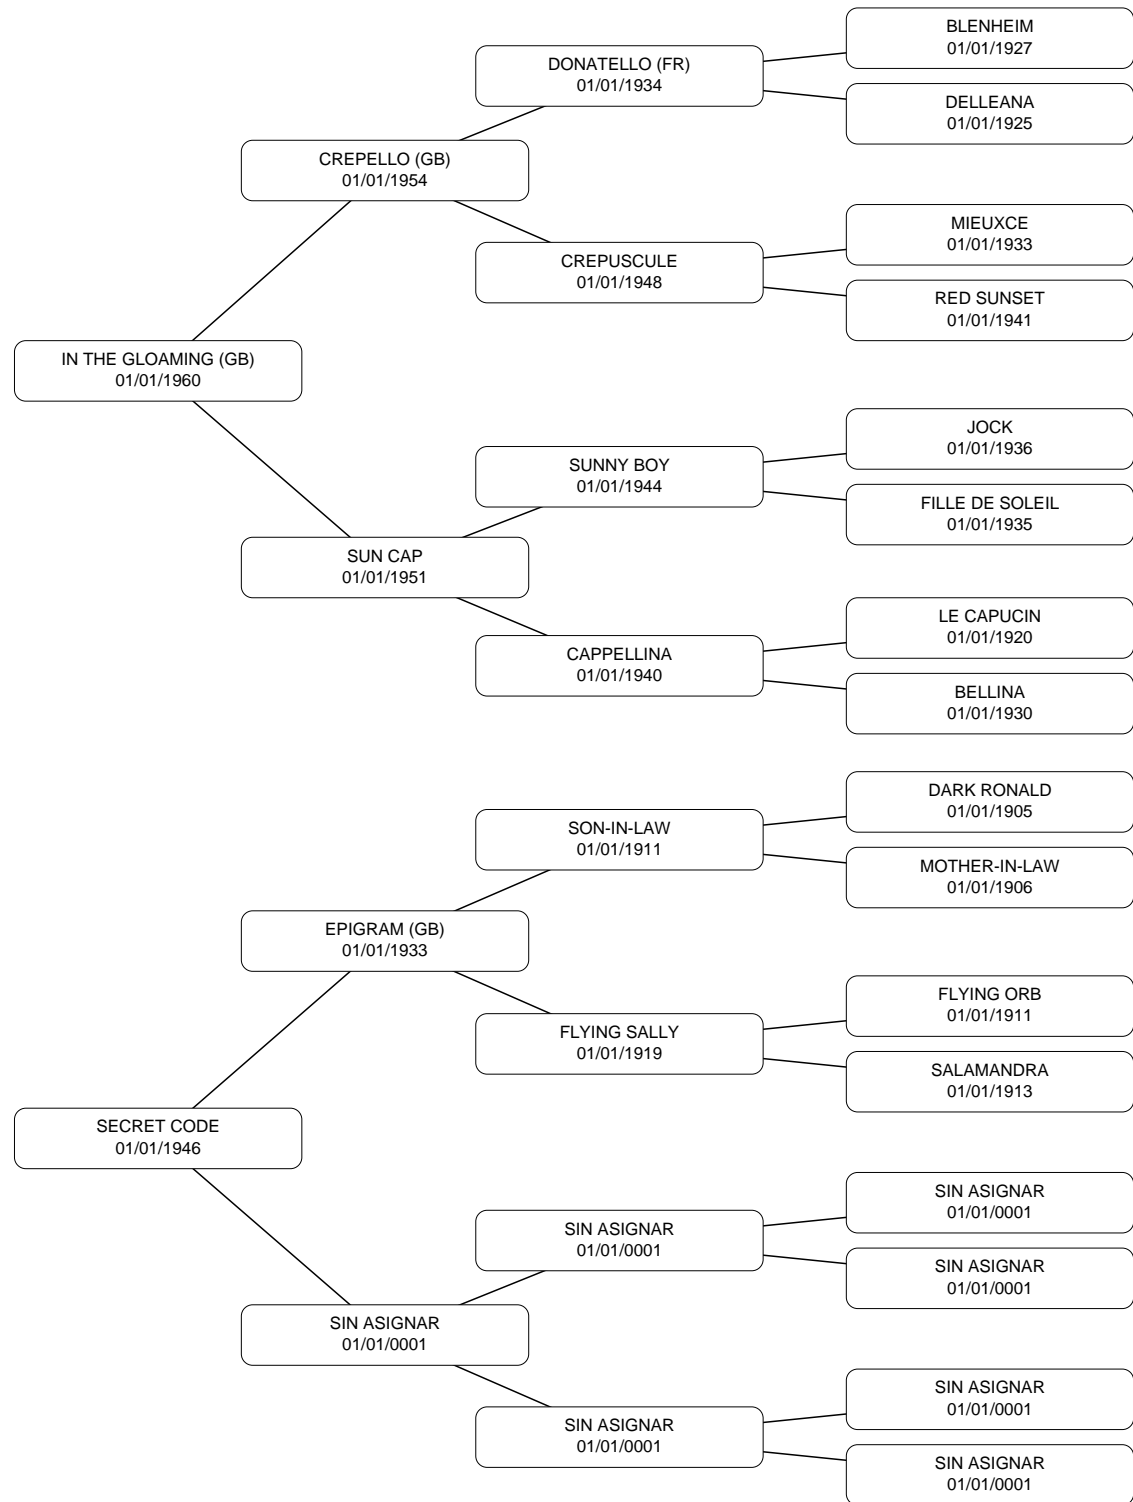 BLENHEIM
01/01/1927
DONATELLO (FR)
01/01/1934
DELLEANA
01/01/1925
CREPELLO (GB)
01/01/1954
MIEUXCE
01/01/1933
CREPUSCULE
01/01/1948
RED SUNSET
01/01/1941
IN THE GLOAMING (GB)
01/01/1960
JOCK
01/01/1936
SUNNY BOY
01/01/1944
FILLE DE SOLEIL
01/01/1935
SUN CAP
01/01/1951
LE CAPUCIN
01/01/1920
CAPPELLINA
01/01/1940
BELLINA
01/01/1930
DARK RONALD
01/01/1905
SON-IN-LAW
01/01/1911
MOTHER-IN-LAW
01/01/1906
EPIGRAM (GB)
01/01/1933
FLYING ORB
01/01/1911
FLYING SALLY
01/01/1919
SALAMANDRA
01/01/1913
SECRET CODE
01/01/1946
SIN ASIGNAR
01/01/0001
SIN ASIGNAR
01/01/0001
SIN ASIGNAR
01/01/0001
SIN ASIGNAR
01/01/0001
SIN ASIGNAR
01/01/0001
SIN ASIGNAR
01/01/0001
SIN ASIGNAR
01/01/0001